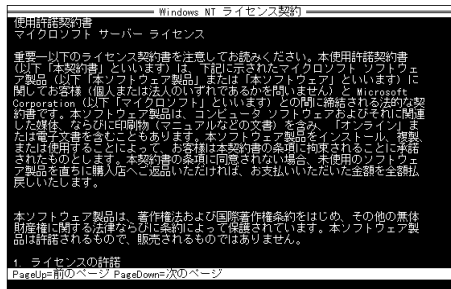 Windows NT ライセンス契約
使用許諾契約書
マイクロソフト サーバー ライセンス
重要－以下のライセンス契約書を注意してお読みください。本使用許諾契約書
(以下「本契約書」といいます) は、下記に示されたマイクロソフト ソフトウェ
ア製品 (以下「本ソフトウェア製品」または「本ソフトウェア」といいます) に
関してお客様 (個人または法人のいずれであるかを問いません) と Microsoft
Corporation (以下「マイクロソフト」といいます) との間に締結される法的な契
約書です。本ソフトウェア製品は、コンピュータ ソフトウェアおよびそれに関連
した媒体、ならびに印刷物 (マニュアルなどの文書) を含み、「オンライン」ま
たは電子文書を含むこともあります。本ソフトウェア製品をインストール、複製
または使用することによって、お客様は本契約書の条項に拘束されることに承諾
されたものとします。本契約書の条項に同意されない場合、未使用のソフトウェ
ア製品を直ちに購入店へご返品いただければ、お支払いいただいた金額を全額払
戻しいたします。
本ソフトウェア製品は、著作権法および国際著作権条約をはじめ、その他の無体
財産権に関する法律ならびに条約によって保護されています。本ソフトウェア製
品は許諾されるもので、販売されるものではありません。
1. ライセンスの許諾
PageUp=前のページ PageDown=次のページ